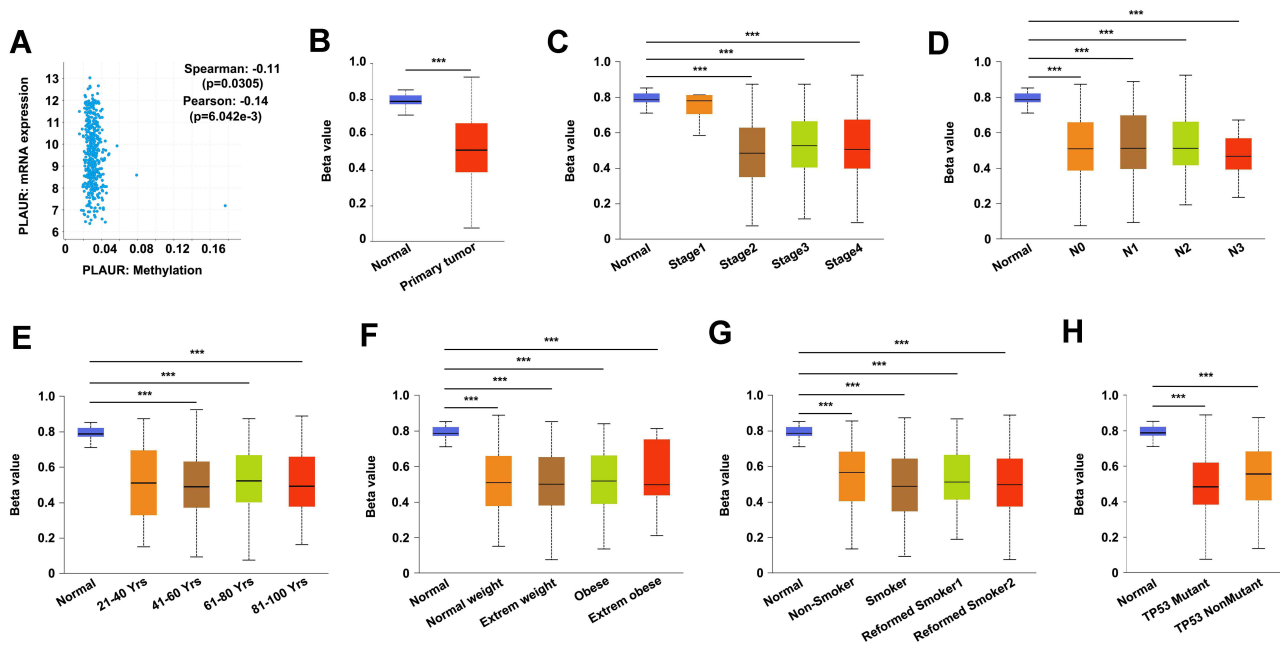 A
PLAUR: mRNA expression
13
12
11
10
9
8
7
6
Spearman: -0.11
(p=0.0305)
Pearson: -0.14
(p=6.042e-3)
0
0.04
0.08
0.12
0.16
PLAUR: Methylation
B
Beta value
1.0
0.8
0.6
0.4
0.2
0
***
Normal
Primary tumor
C
Beta value
1.0
0.8
0.6
0.4
0.2
0
***
***
***
Normal
Stage1
Stage2
Stage3
Stage4
D
Beta value
1.0
0.8
0.6
0.4
0.2
0
***
***
***
***
Normal
N0
N1
N2
N3
E
Beta value
1.0
0.8
0.6
0.4
0.2
0
***
***
***
Normal
21-40 Yrs
41-60 Yrs
61-80 Yrs
81-100 Yrs
F
Beta value
1.0
0.8
0.6
0.4
0.2
0
***
***
***
***
Normal
Normal weight
Extrem weight
Obese
Extrem obese
G
Beta value
1.0
0.8
0.6
0.4
0.2
0
***
***
***
***
Normal
Non-Smoker
Smoker
Reformed Smoker1
Reformed Smoker2
H
Beta value
1.0
0.8
0.6
0.4
0.2
0
***
***
Normal
TP53 Mutant
TP53 NonMutant